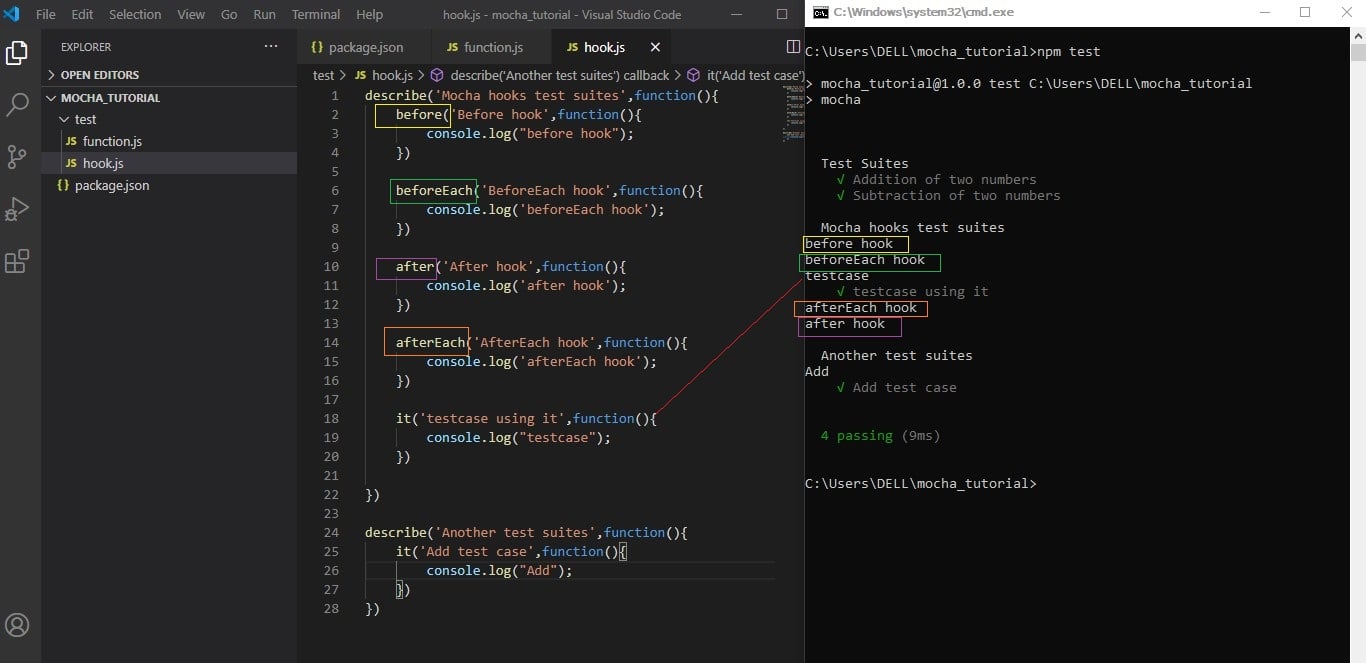 File Edit Selection View Go Run Terminal Help hook.js - mocha_tutorial - Visual Studio Code
EXPLORER ...
OPEN EDITORS
MOCHA_TUTORIAL
test
JS function.js
JS hook.js
{} package.json
{} package.json JS function.js JS hook.js
test > JS hook.js > describe('Another test suites') callback > it('Add test case')
1 describe('Mocha hooks test suites',function(){
2 before('Before hook',function(){
3 console.log("before hook");
4 })
5
6 beforeEach('BeforeEach hook',function(){
7 console.log('beforeEach hook');
8 })
9
10 after('After hook',function(){
11 console.log('after hook');
12 })
13
14 afterEach('AfterEach hook',function(){
15 console.log('afterEach hook');
16 })
17
18 it('testcase using it',function(){
19 console.log("testcase");
20 })
21
22 })
23
24 describe('Another test suites',function(){
25 it('Add test case',function(){
26 console.log("Add");
27 })
28 })
C:\Windows\system32\cmd.exe
C:\Users\DELL\mocha_tutorial>npm test
> mocha_tutorial@1.0.0 test C:\Users\DELL\mocha_tutorial
> mocha
Test Suites
√ Addition of two numbers
√ Subtraction of two numbers
Mocha hooks test suites
before hook
beforeEach hook
testcase
√ testcase using it
afterEach hook
after hook
Another test suites
Add
√ Add test case
4 passing (9ms)
C:\Users\DELL\mocha_tutorial>